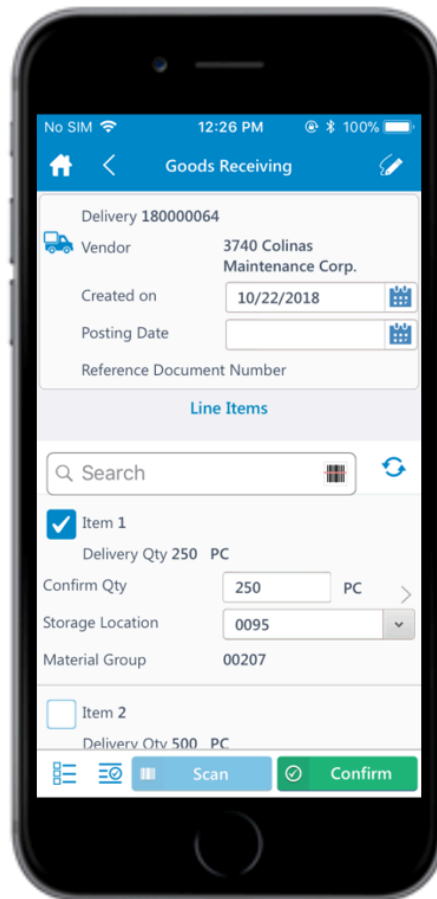 No SIM 12:26 PM 100%
Goods Receiving
Delivery 180000064
Vendor 3740 Colinas
Maintenance Corp.
Created on 10/22/2018
Posting Date
Reference Document Number
Line Items
Search
Item 1
Delivery Qty 250 PC
Confirm Qty 250 PC
Storage Location 0095
Material Group 00207
Item 2
Delivery Qty 500 PC
Scan Confirm